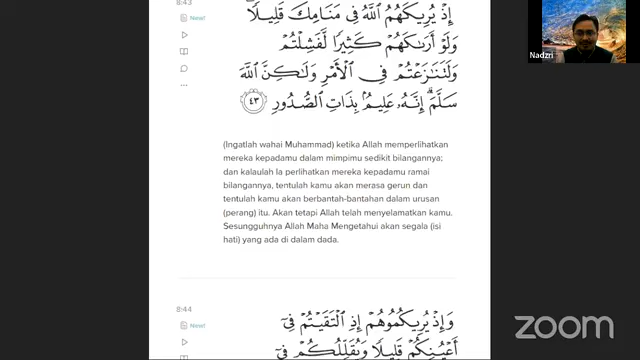 8:43
New!
إِذْ يُرِيكَهُمُ ٱللَّهُ فِى مَنَامِكَ قَلِيلًا ۖ
وَلَوْ أَرَىٰكَهُمْ كَثِيرًا لَّفَشِلْتُمْ
وَلَتَنَـٰزَعْتُمْ فِى ٱلْأَمْرِ وَلَـٰكِنَّ ٱللَّهَ
سَلَّمَ ۗ إِنَّهُۥ عَلِيمٌۢ بِذَاتِ ٱلصُّدُورِ ٤٣
(Ingatlah wahai Muhammad) ketika Allah memperlihatkan
mereka kepadamu dalam mimpimu sedikit bilangannya;
dan kalaulah Ia perlihatkan mereka kepadamu ramai
bilangannya, tentulah kamu akan merasa gerun dan
tentulah kamu akan berbantah-bantahan dalam urusan
(perang) itu. Akan tetapi Allah telah menyelamatkan kamu.
Sesungguhnya Allah Maha Mengetahui akan segala (isi
hati) yang ada di dalam dada.
8:44
New!
وَإِذْ يُرِيكُمُوهُمْ إِذِ ٱلْتَقَيْتُمْ فِىٓ
أَعْيُنِكُمْ قَلِيلًا وَيُقَلِّلُكُمْ فِىٓ
Nadzri
zoom